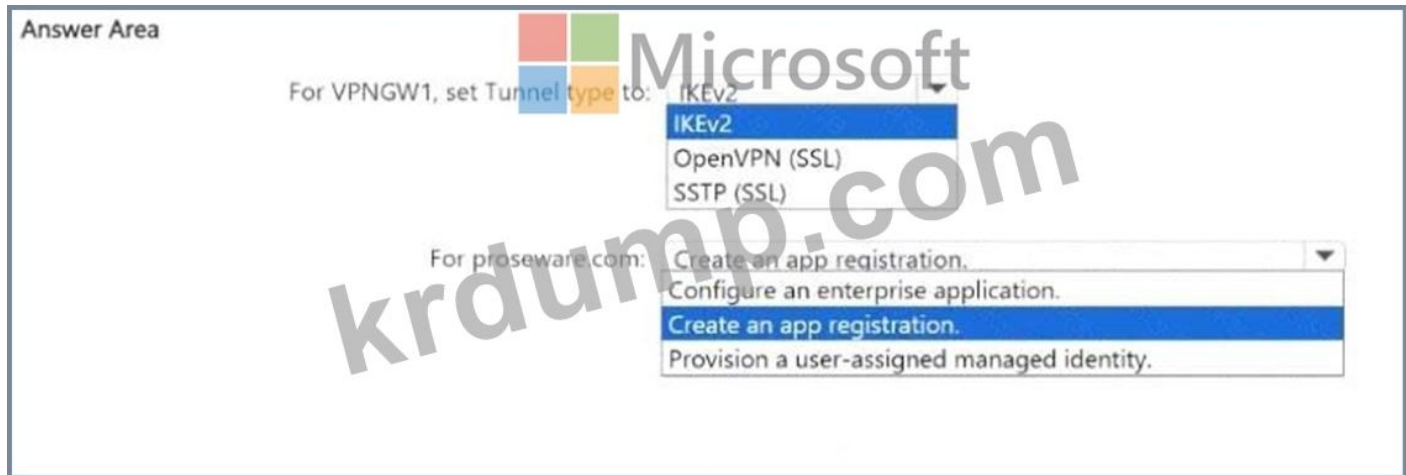 Answer Area
Microsoft
For VPNGW1, set Tunnel type to: IKEv2
IKEv2
OpenVPN (SSL)
SSTP (SSL)
For proseware.com: Create an app registration.
Configure an enterprise application.
Create an app registration.
Provision a user-assigned managed identity.
krdump.com